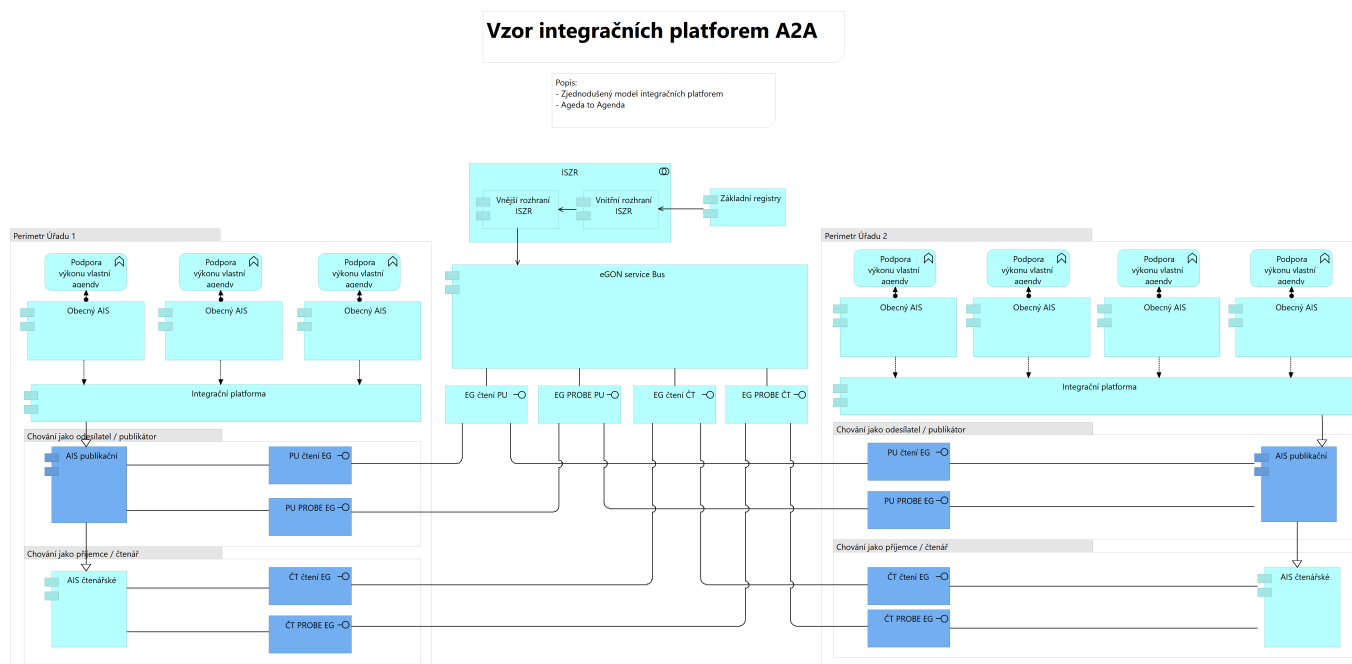 Vzor integračních platforem A2A
Popis:
- Zjednodušený model integračních platforem
- Ageda to Agenda
ISZR
Vnější rozhraní
ISZR
Vnitřní rozhraní
ISZR
Základní registry
Perimetr Úřadu 1
Podpora
výkonu vlastní
agendy
Podpora
výkonu vlastní
agendy
Podpora
výkonu vlastní
agendy
Obecný AIS
Obecný AIS
Obecný AIS
Integrační platforma
Chování jako odesílatel / publikátor
AIS publikační
PU čtení EG
PU PROBE EG
Chování jako příjemce / čtenář
AIS čtenářské
ČT čtení EG
ČT PROBE EG
eGON service Bus
EG čtení PU
EG PROBE PU
EG čtení ČT
EG PROBE ČT
Perimetr Úřadu 2
Podpora
výkonu vlastní
agendy
Podpora
výkonu vlastní
agendy
Podpora
výkonu vlastní
agendy
Podpora
výkonu vlastní
agendy
Obecný AIS
Obecný AIS
Obecný AIS
Obecný AIS
Integrační platforma
Chování jako odesílatel / publikátor
PU čtení EG
AIS publikační
PU PROBE EG
Chování jako příjemce / čtenář
ČT čtení EG
AIS čtenářské
ČT PROBE EG